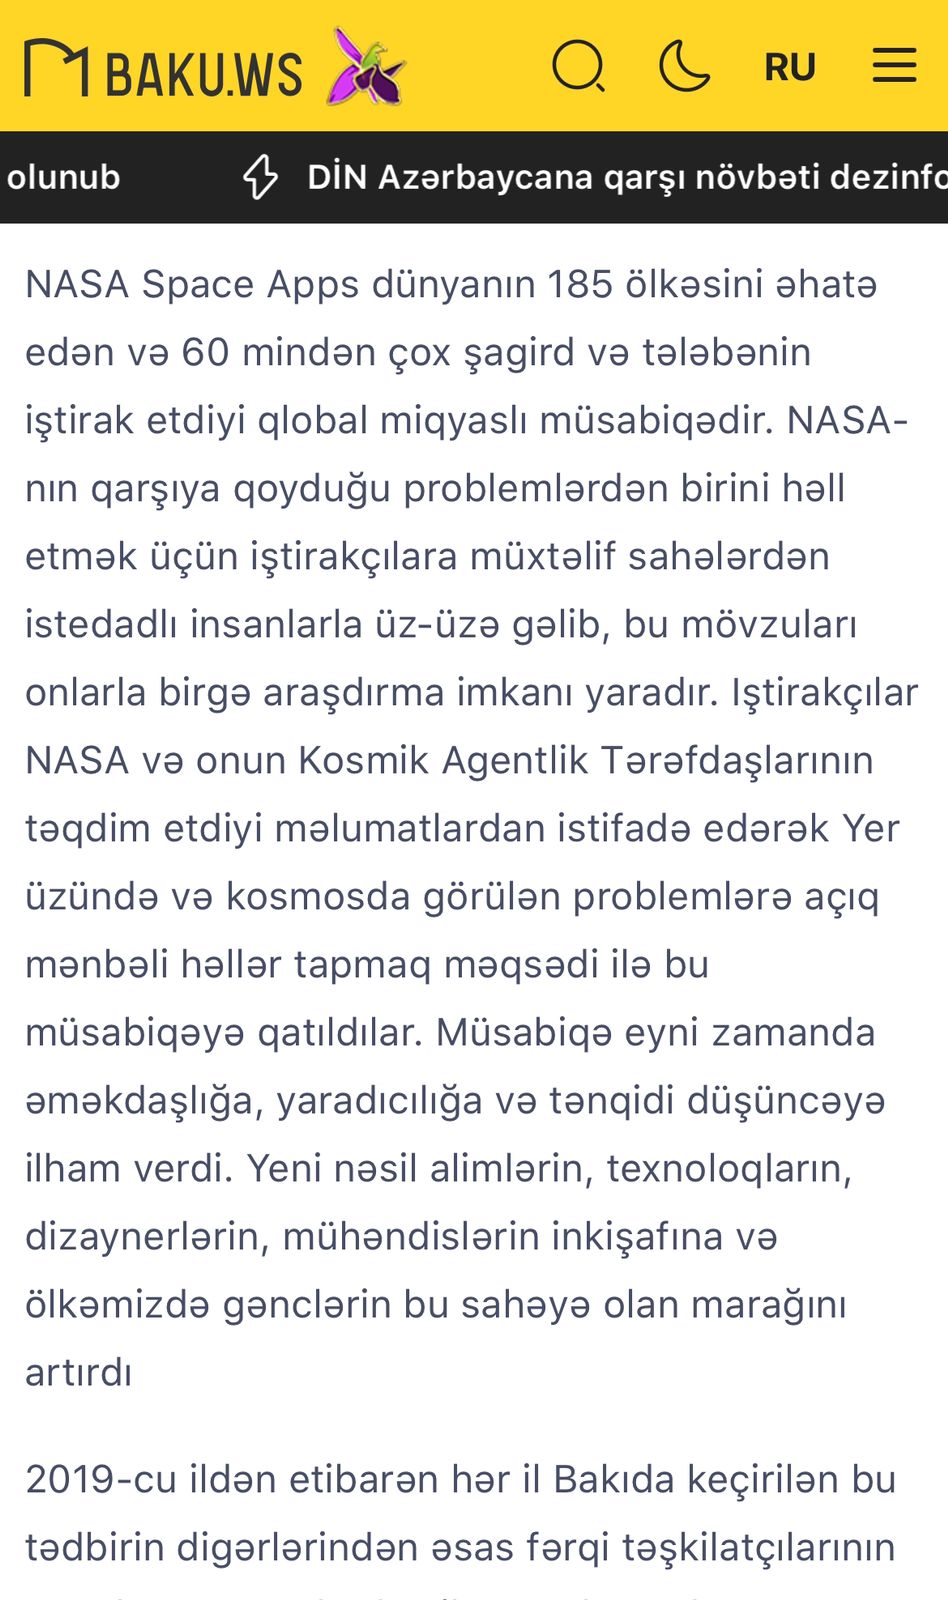 BAKU.WS
RU
olunub
DİN Azərbaycana qarşı növbəti dezinfo
NASA Space Apps dünyanın 185 ölkəsini əhatə
edən və 60 mindən çox şagird və tələbənin
iştirak etdiyi qlobal miqyaslı müsabiqədir. NASA-
nın qarşıya qoyduğu problemlərdən birini həll
etmək üçün iştirakçılara müxtəlif sahələrdən
istedadlı insanlarla üz-üzə gəlib, bu mövzuları
onlarla birgə araşdırma imkanı yaradır. Iştirakçılar
NASA və onun Kosmik Agentlik Tərəfdaşlarının
təqdim etdiyi məlumatlardan istifadə edərək Yer
üzündə və kosmosda görülən problemlərə açıq
mənbəli həllər tapmaq məqsədi ilə bu
müsabiqəyə qatıldılar. Müsabiqə eyni zamanda
əməkdaşlığa, yaradıcılığa və tənqidi düşüncəyə
ilham verdi. Yeni nəsil alimlərin, texnoloqların,
dizaynerlərin, mühəndislərin inkişafına və
ölkəmizdə gənclərin bu sahəyə olan marağını
artırdı
2019-cu ildən etibarən hər il Bakıda keçirilən bu
tədbirin digərlərindən əsas fərqi təşkilatçılarının